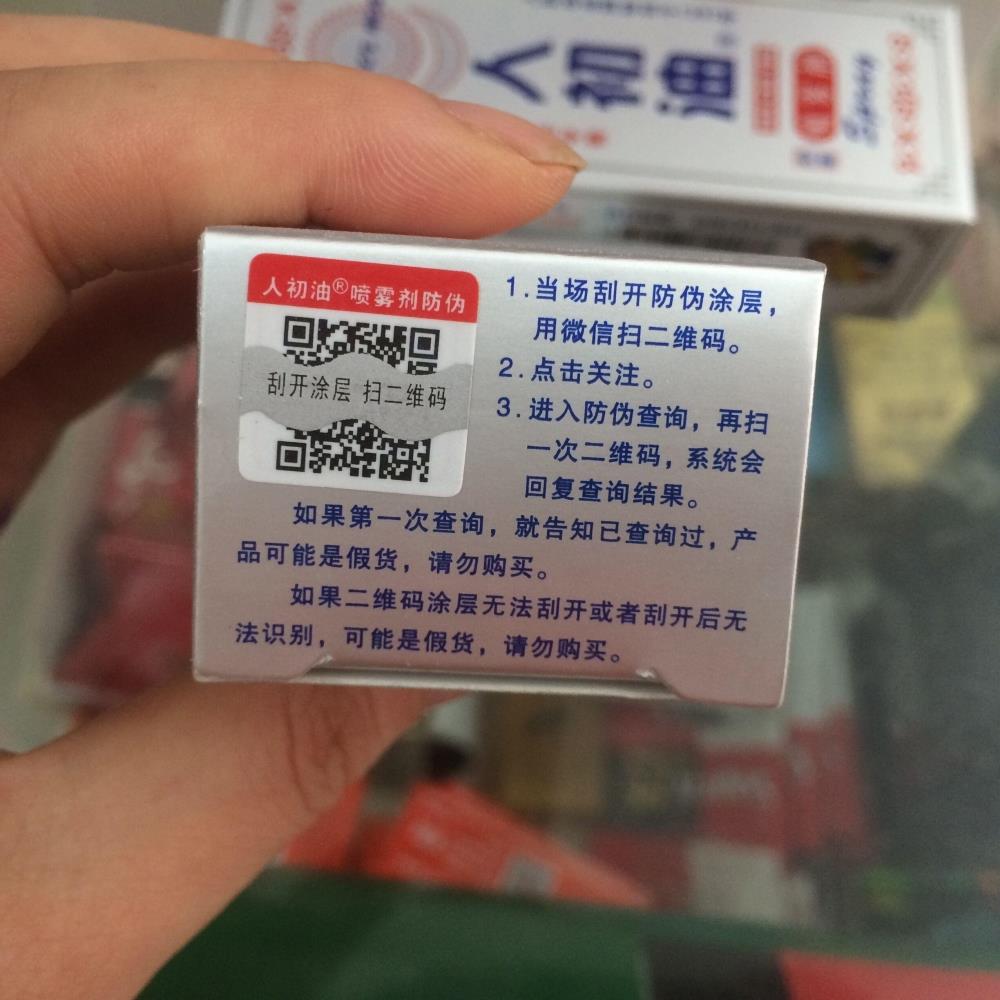 人初油®
人初油®喷雾剂防伪
刮开涂层 扫二维码
1.当场刮开防伪涂层，
用微信扫二维码。
2.点击关注。
3.进入防伪查询，再扫
一次二维码，系统会
回复查询结果。
如果第一次查询，就告知已查询过，产
品可能是假货，请勿购买。
如果二维码涂层无法刮开或者刮开后无
法识别，可能是假货，请勿购买。